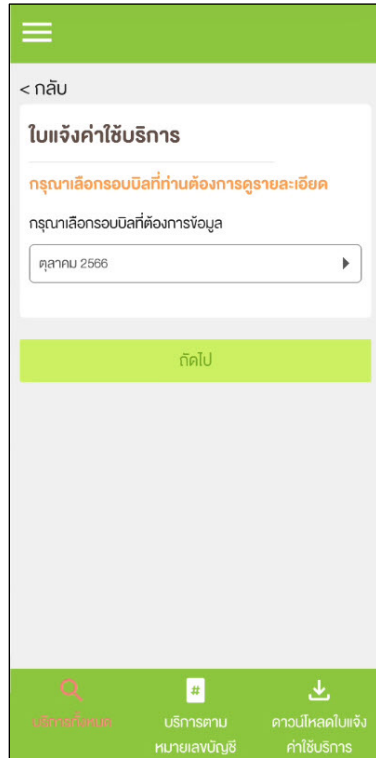 < กลับ
ใบแจ้งค่าใช้บริการ
กรุณาเลือกรอบบิลที่ท่านต้องการดูรายละเอียด
กรุณาเลือกรอบบิลที่ต้องการข้อมูล
ตุลาคม 2566
ถัดไป
บริการทั้งหมด
#
บริการตาม
หมายเลขบัญชี
ดาวน์โหลดใบแจ้ง
ค่าใช้บริการ